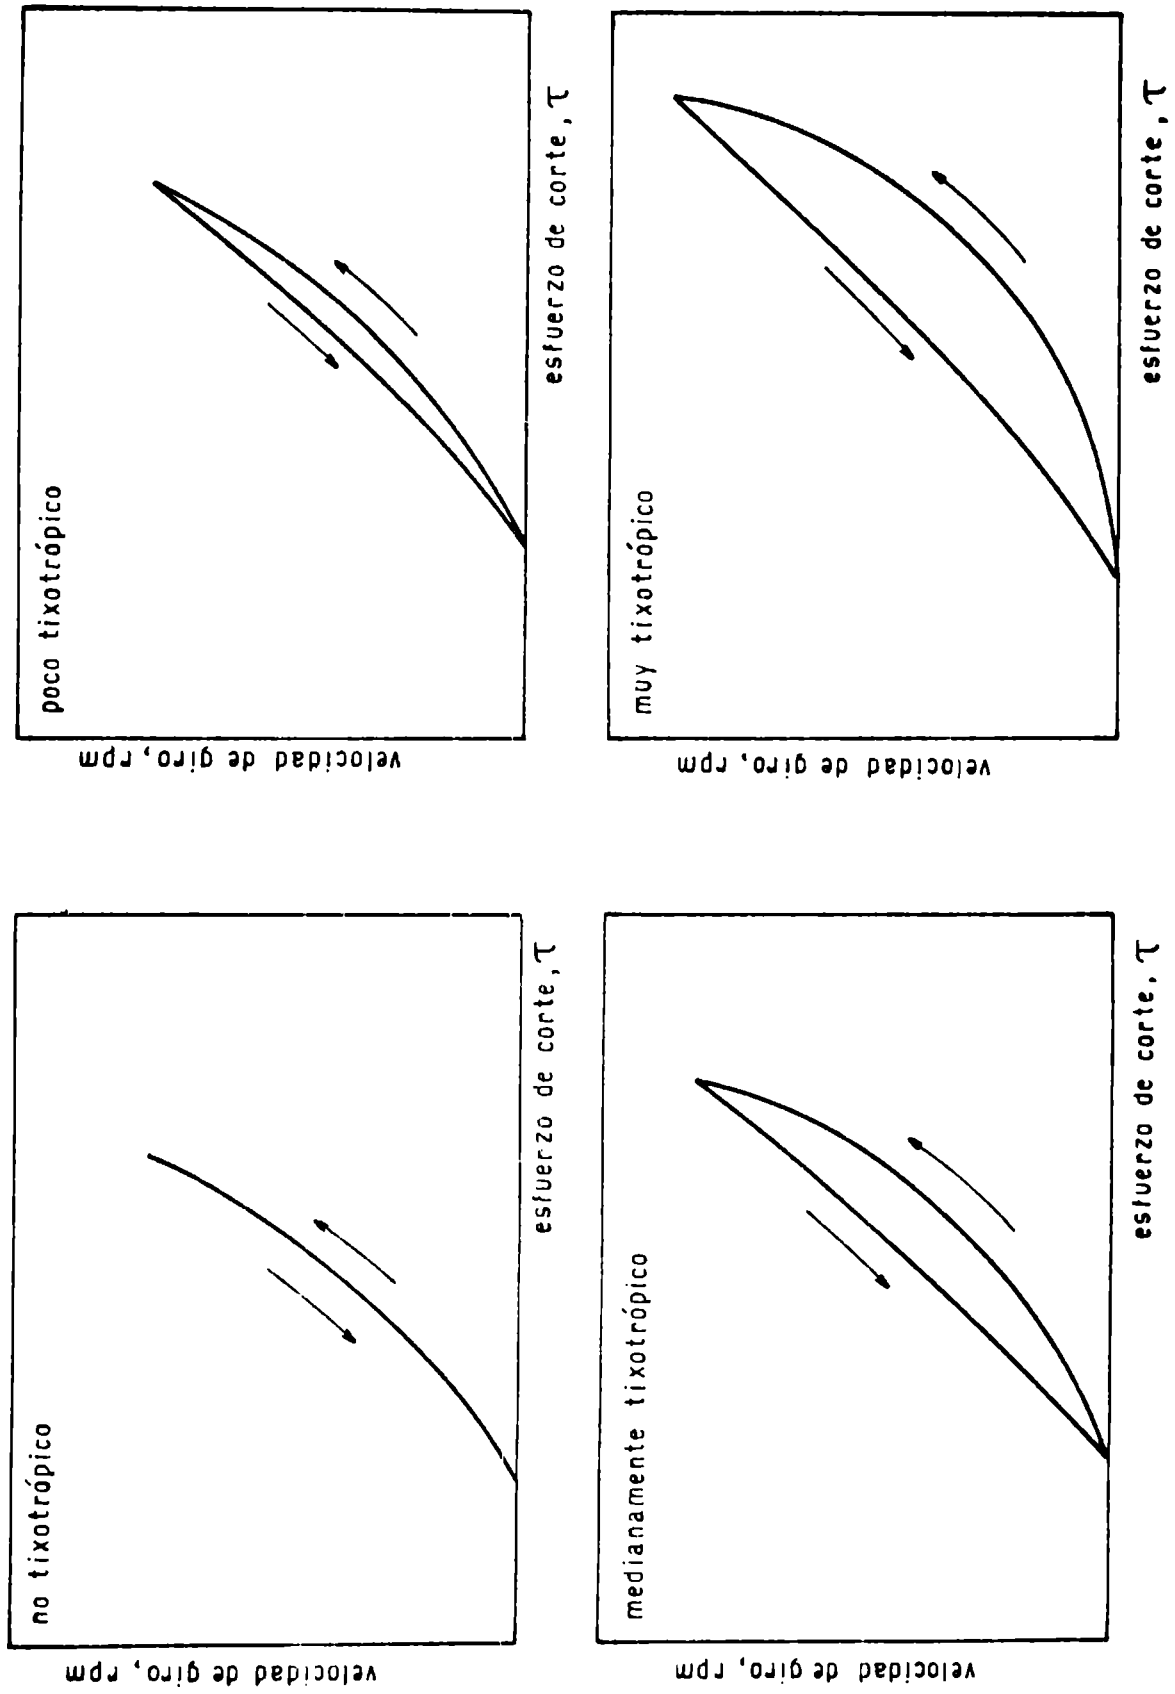 no tixotrópico
velocidad de giro, rpm
esfuerzo de corte, τ
poco tixotrópico
velocidad de giro, rpm
esfuerzo de corte, τ
medianamente tixotrópico
velocidad de giro, rpm
esfuerzo de corte, τ
muy tixotrópico
velocidad de giro, rpm
esfuerzo de corte, τ